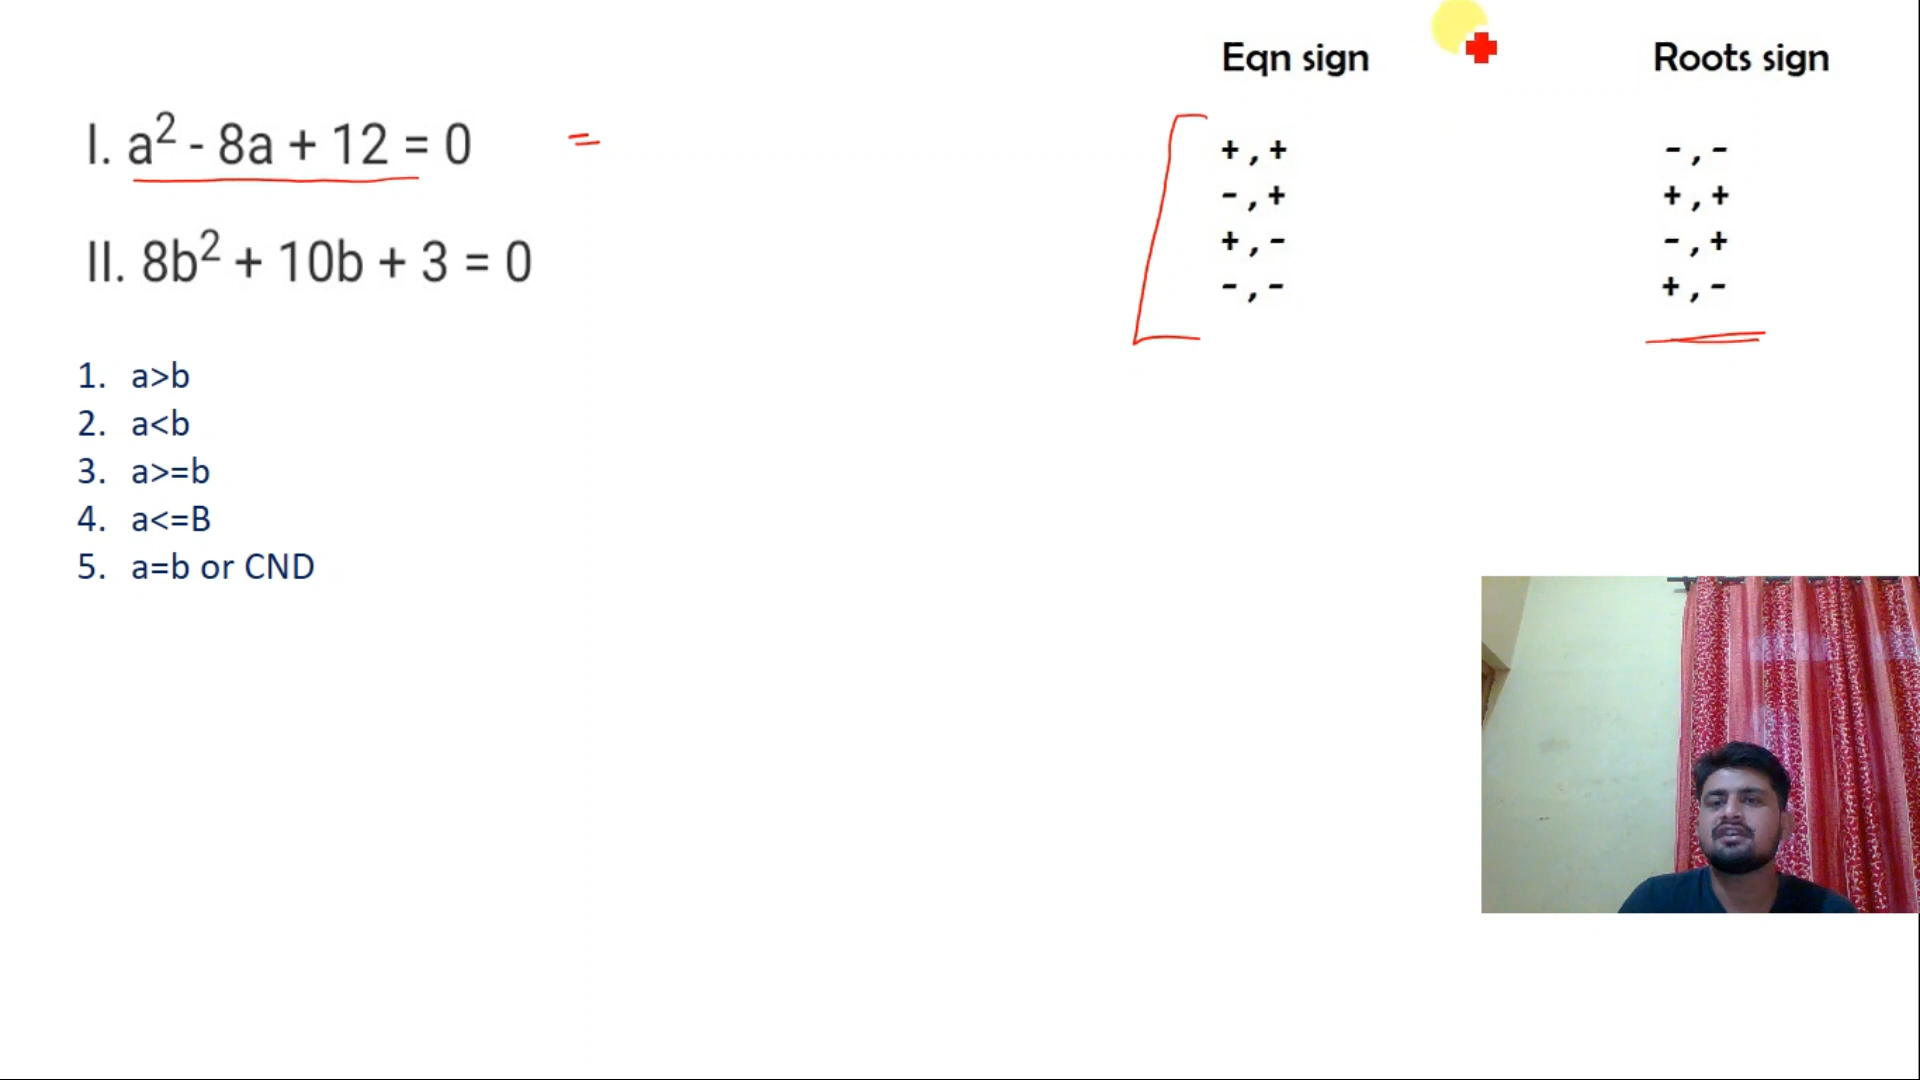 I. a² - 8a + 12 = 0 =
II. 8b² + 10b + 3 = 0
1. a>b
2. a<b
3. a>=b
4. a<=B
5. a=b or CND
Eqn sign Roots sign
+ , + - , -
- , + + , +
+ , - - , +
- , - + , -